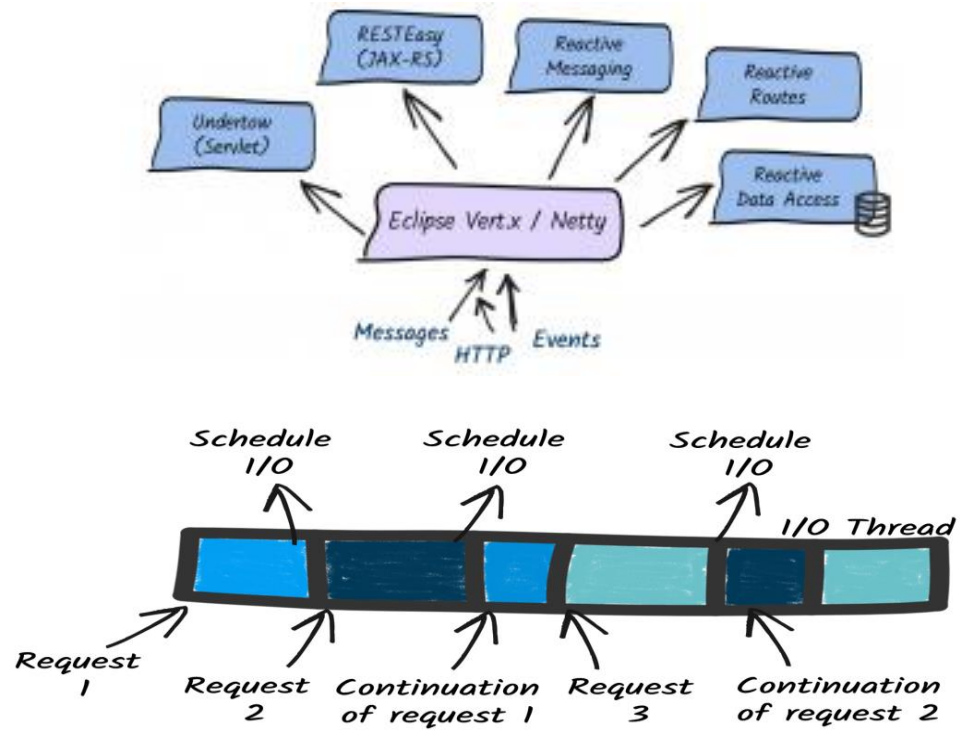 RESTEasy
(JAX-RS)
Reactive
Messaging
Reactive
Routes
Undertow
(Servlet)
Reactive
Data Access
Eclipse Vert.x / Netty
Messages
HTTP
Events
Schedule
I/O
Schedule
I/O
Schedule
I/O
I/O Thread
Request
1
Request
2
Continuation
of request 1
Request
3
Continuation
of request 2